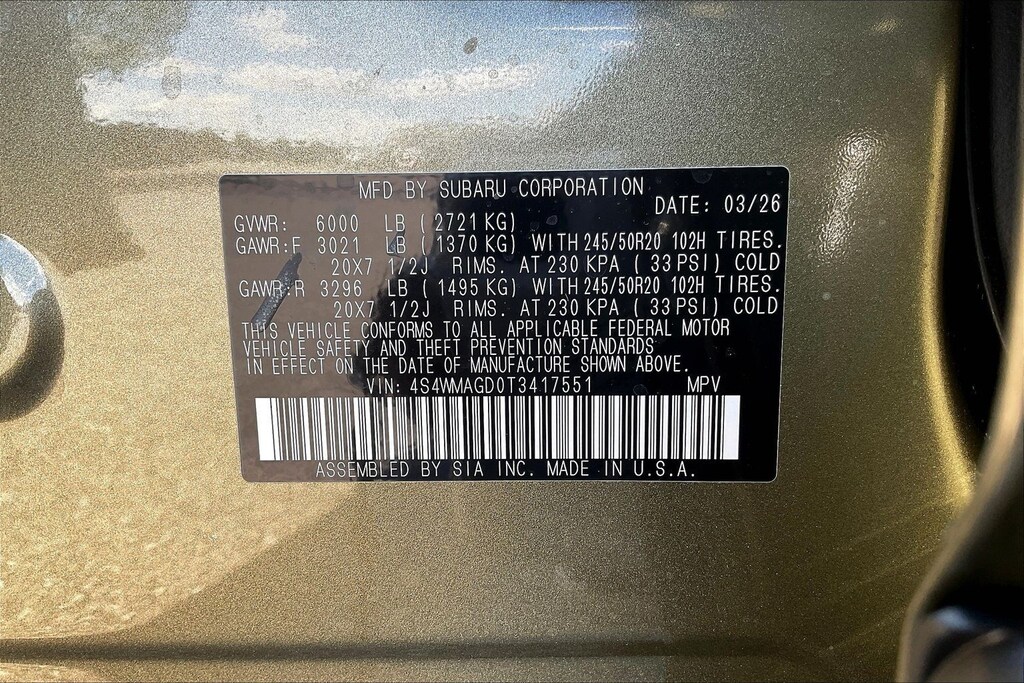 MFD BY SUBARU CORPORATION
DATE: 03/26
GVWR: 6000 LB (2721KG)
GAWR:F 3021 LB (1370 KG) WITH 245/50R20 102H TIRES.
20X7 1/2J RIMS. AT 230 KPA ( 33 PSI) COLD
GAWR:R 3296 LB (1495 KG) WITH 245/50R20 102H TIRES.
20X7 1/2J RIMS. AT 230 KPA ( 33 PSI) COLD
THIS VEHICLE CONFORMS TO ALL APPLICABLE FEDERAL MOTOR
VEHICLE SAFETY AND THEFT PREVENTION STANDARDS
IN EFFECT ON THE DATE OF MANUFACTURE SHOWN ABOVE.
VIN: 4S4WMAGD0T3417551 MPV
ASSEMBLED BY SIA INC. MADE IN U.S.A.